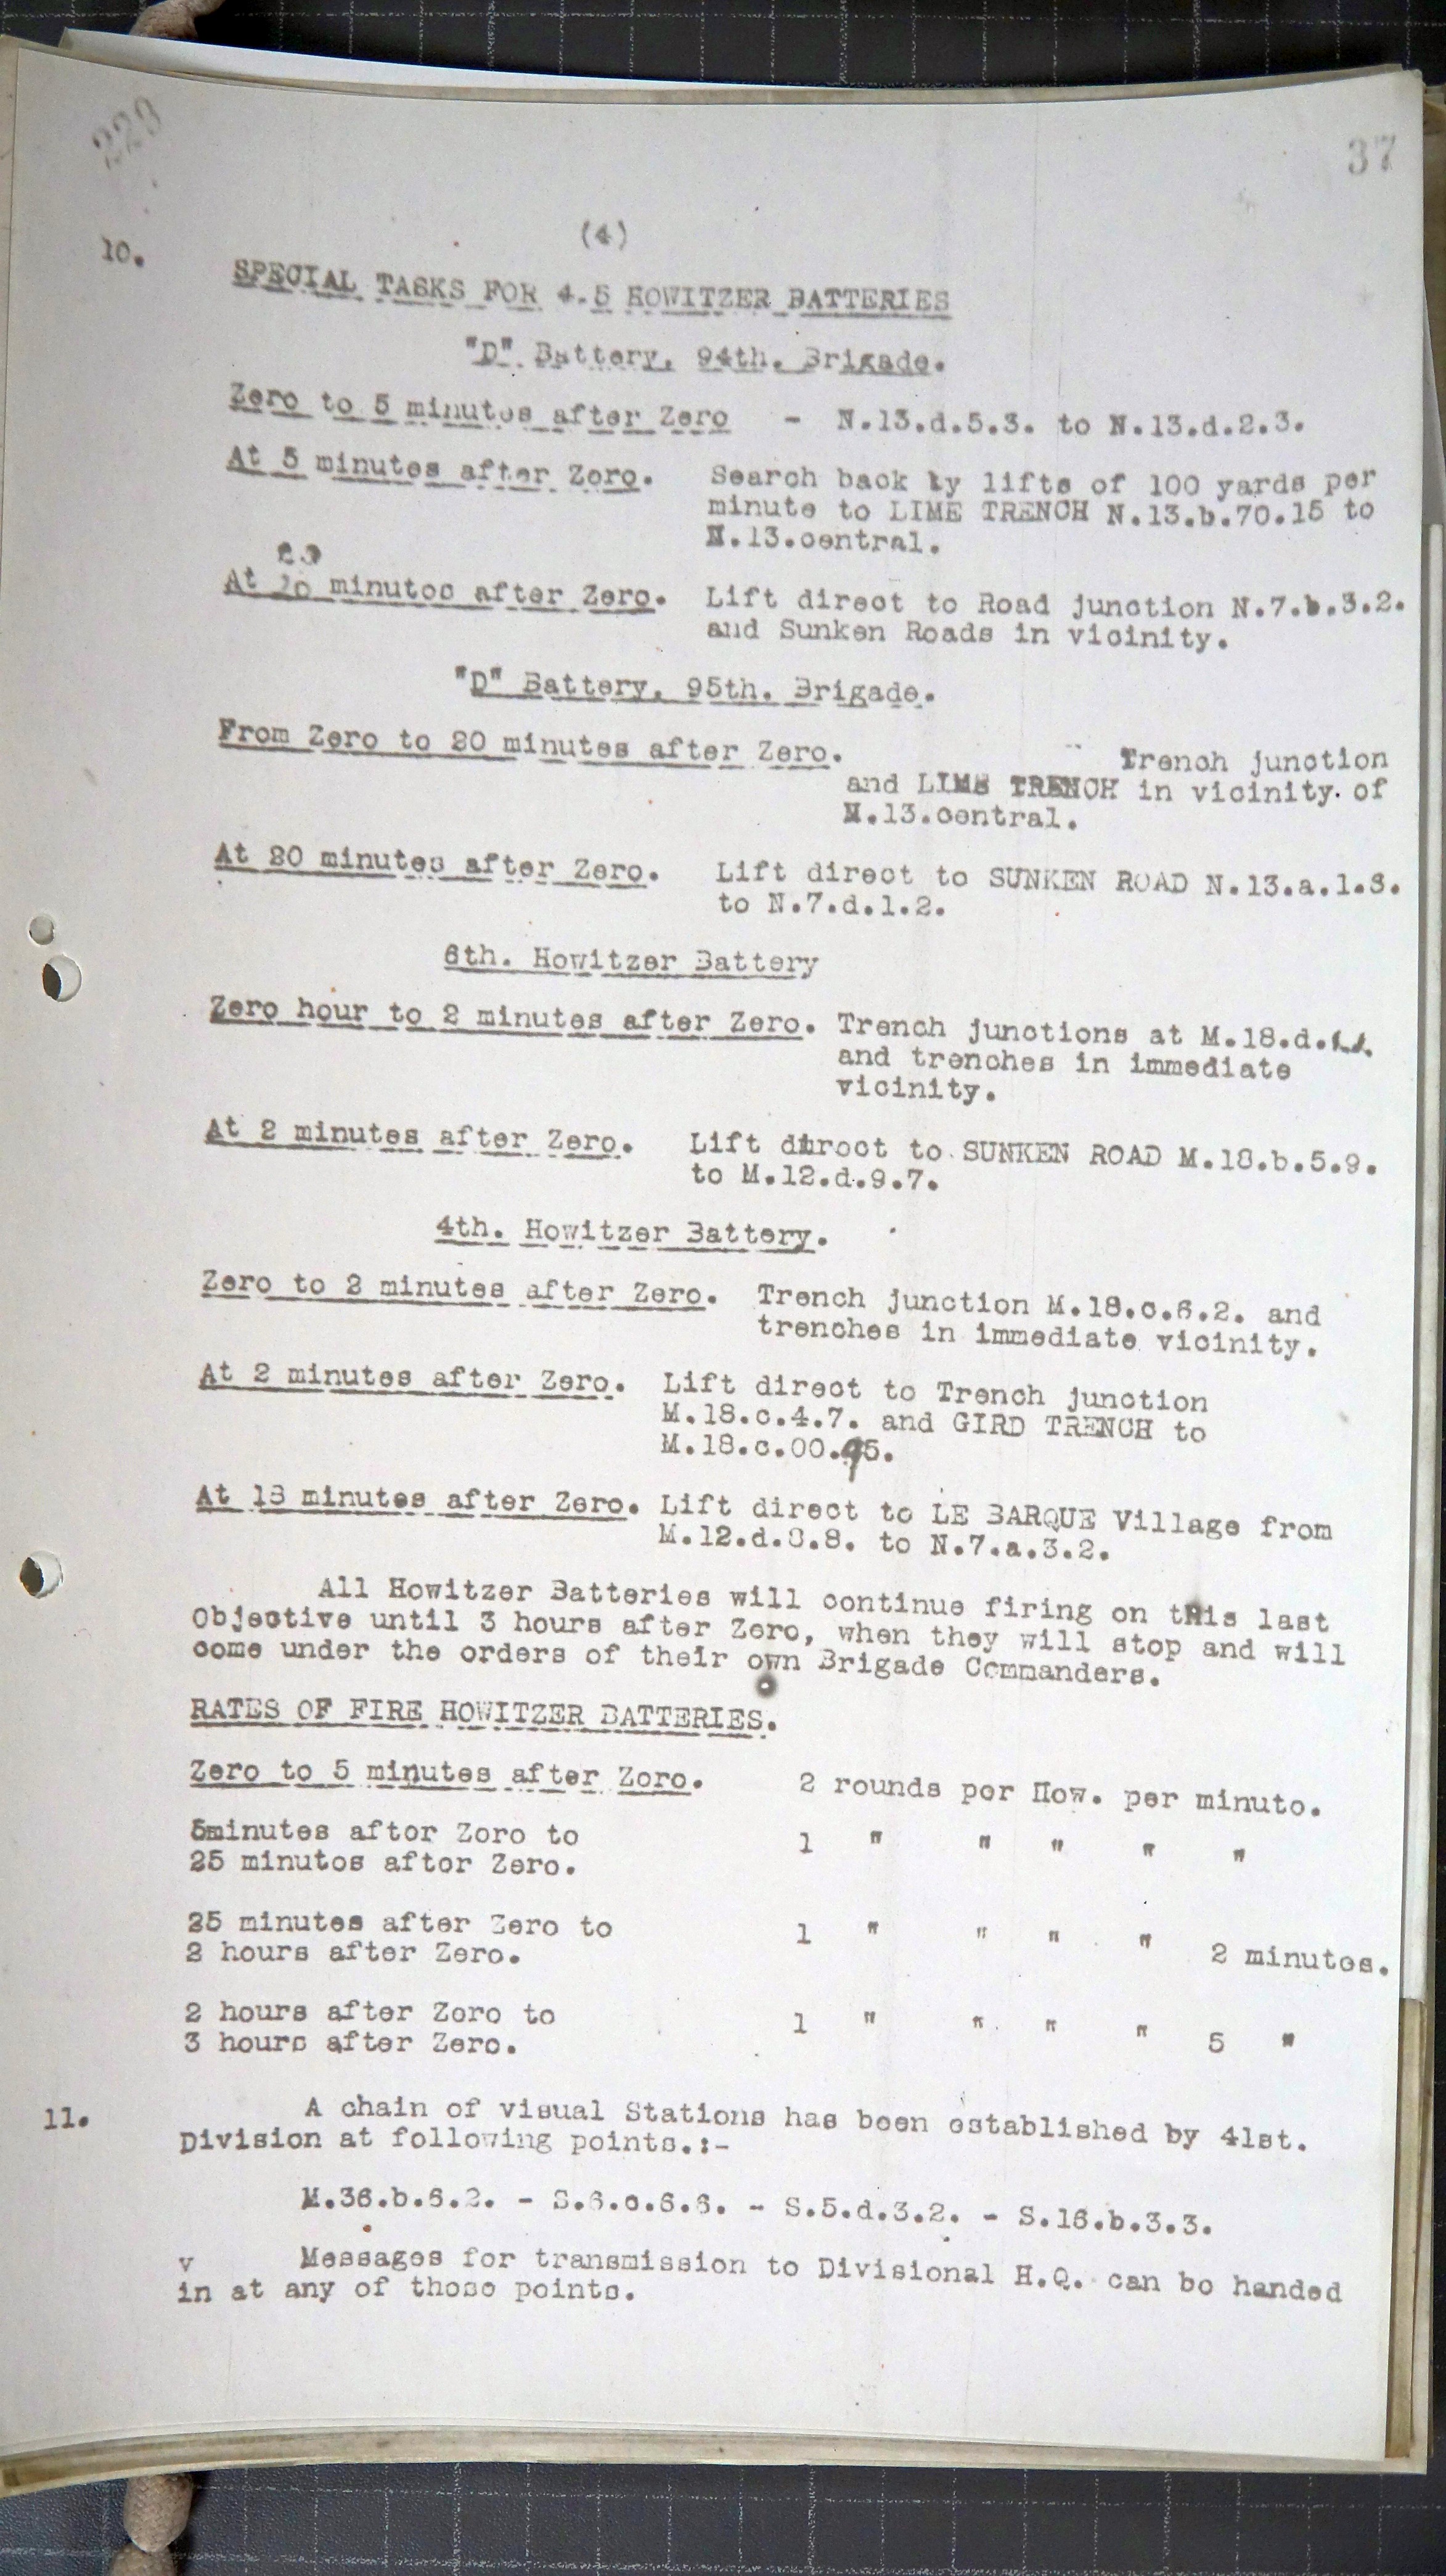 229
37
(4)
10.
SPECIAL TASKS FOR 4.5 HOWITZER BATTERIES
"D" Battery, 94th. Brigade.
Zero to 5 minutes after Zero - N.13.d.5.3. to N.13.d.2.3.
At 5 minutes after Zero. Search back by lifts of 100 yards per
minute to LIME TRENCH N.13.b.70.15 to
N.13.central.
At 20 minutes after Zero. Lift direct to Road junction N.7.b.3.2.
and Sunken Roads in vicinity.
"D" Battery, 95th. Brigade.
From Zero to 20 minutes after Zero. Trench junction
and LIME TRENCH in vicinity of
N.13.central.
At 20 minutes after Zero. Lift direct to SUNKEN ROAD N.13.a.1.8.
to N.7.d.1.2.
6th. Howitzer Battery
Zero hour to 2 minutes after Zero. Trench junctions at M.18.d.
and trenches in immediate
vicinity.
At 2 minutes after Zero. Lift direct to SUNKEN ROAD M.18.b.5.9.
to M.12.d.9.7.
4th. Howitzer Battery.
Zero to 2 minutes after Zero. Trench junction M.18.c.6.2. and
trenches in immediate vicinity.
At 2 minutes after Zero. Lift direct to Trench junction
M.18.c.4.7. and GIRD TRENCH to
M.18.c.00.95.
At 18 minutes after Zero. Lift direct to LE BARQUE Village from
M.12.d.8.8. to N.7.a.3.2.
All Howitzer Batteries will continue firing on this last
Objective until 3 hours after Zero, when they will stop and will
come under the orders of their own Brigade Commanders.
RATES OF FIRE HOWITZER BATTERIES.
Zero to 5 minutes after Zero. 2 rounds per How. per minute.
5minutes after Zero to 1 " " " " "
25 minutes after Zero.
25 minutes after Zero to 1 " " " " 2 minutes.
2 hours after Zero.
2 hours after Zero to 1 " " " " 5 "
3 hours after Zero.
11. A chain of visual Stations has been established by 41st.
Division at following points.:-
M.36.b.6.2. - S.6.c.6.6. - S.5.d.3.2. - S.16.b.3.3.
v Messages for transmission to Divisional H.Q. can be handed
in at any of those points.